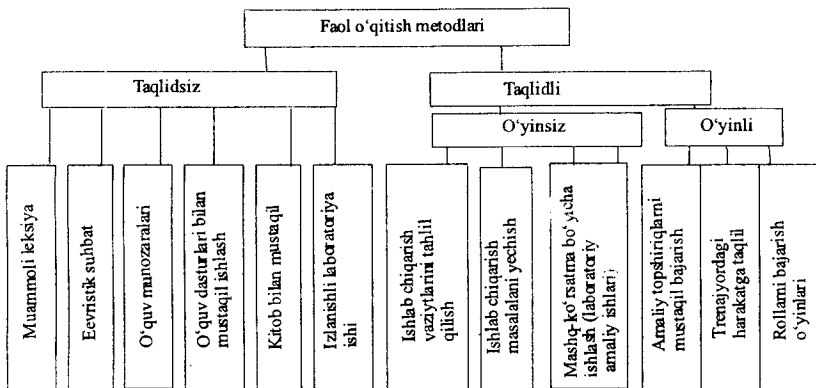 Faol o‘qitish metodlari
Taqlidsiz
Taqlidli
O‘yinsiz
O‘yinli
Muammoli leksiya
Eevristik suhbat
O‘quv munozaralari
O‘quv dasturlari bilan
mustaqil ishlash
Kitob bilan mustaqil
Izlanishli laboratoriya
ishi
Ishlab chiqarish
vaziytlarini tahlil
qilish
Ishlab chiqarish
masalalani yechish
Mashq-ko‘rsatma bo‘yicha
ishlash (laboratoriy
amaliy ishlari)
Amaliy topshiriqlarni
mustaqil bajarish
Trenajyordagi
harakatga taqlil
Rollarni bajarish
o‘yinlari